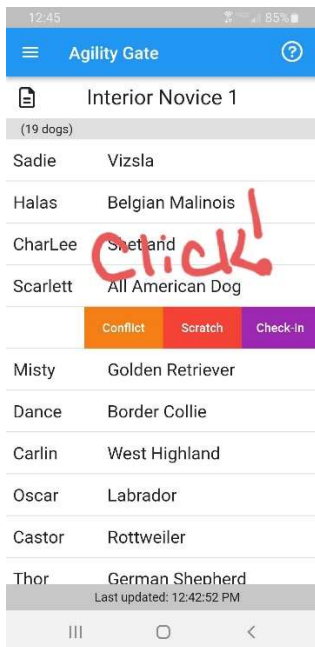 12:45 85%
Agility Gate
Interior Novice 1
(19 dogs)
Sadie Vizsla
Halas Belgian Malinois
CharLee Shetland
Click!
Scarlett All American Dog
Conflict Scratch Check-In
Misty Golden Retriever
Dance Border Collie
Carlin West Highland
Oscar Labrador
Castor Rottweiler
Thor German Shepherd
Last updated: 12:42:52 PM